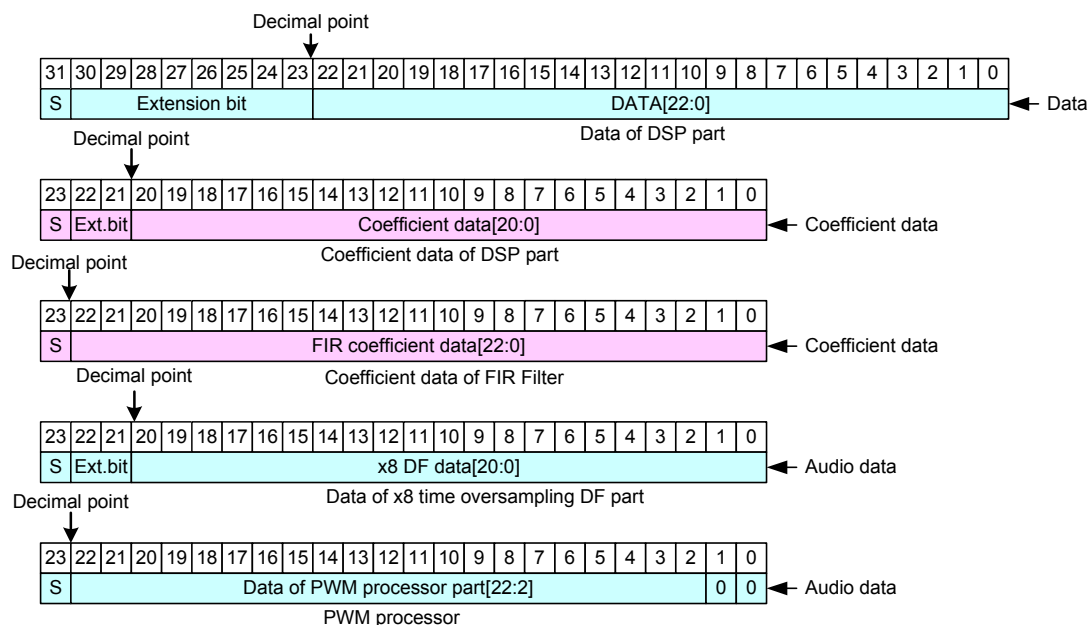 Decimal point
31 30 29 28 27 26 25 24 23 22 21 20 19 18 17 16 15 14 13 12 11 10 9 8 7 6 5 4 3 2 1 0
S Extension bit DATA[22:0] Data
Data of DSP part
Decimal point
23 22 21 20 19 18 17 16 15 14 13 12 11 10 9 8 7 6 5 4 3 2 1 0
S Ext.bit Coefficient data[20:0] Coefficient data
Coefficient data of DSP part
Decimal point
23 22 21 20 19 18 17 16 15 14 13 12 11 10 9 8 7 6 5 4 3 2 1 0
S FIR coefficient data[22:0] Coefficient data
Coefficient data of FIR Filter
Decimal point
23 22 21 20 19 18 17 16 15 14 13 12 11 10 9 8 7 6 5 4 3 2 1 0
S Ext.bit x8 DF data[20:0] Audio data
Data of x8 time oversampling DF part
Decimal point
23 22 21 20 19 18 17 16 15 14 13 12 11 10 9 8 7 6 5 4 3 2 1 0
S Data of PWM processor part[22:2] 0 0 Audio data
PWM processor